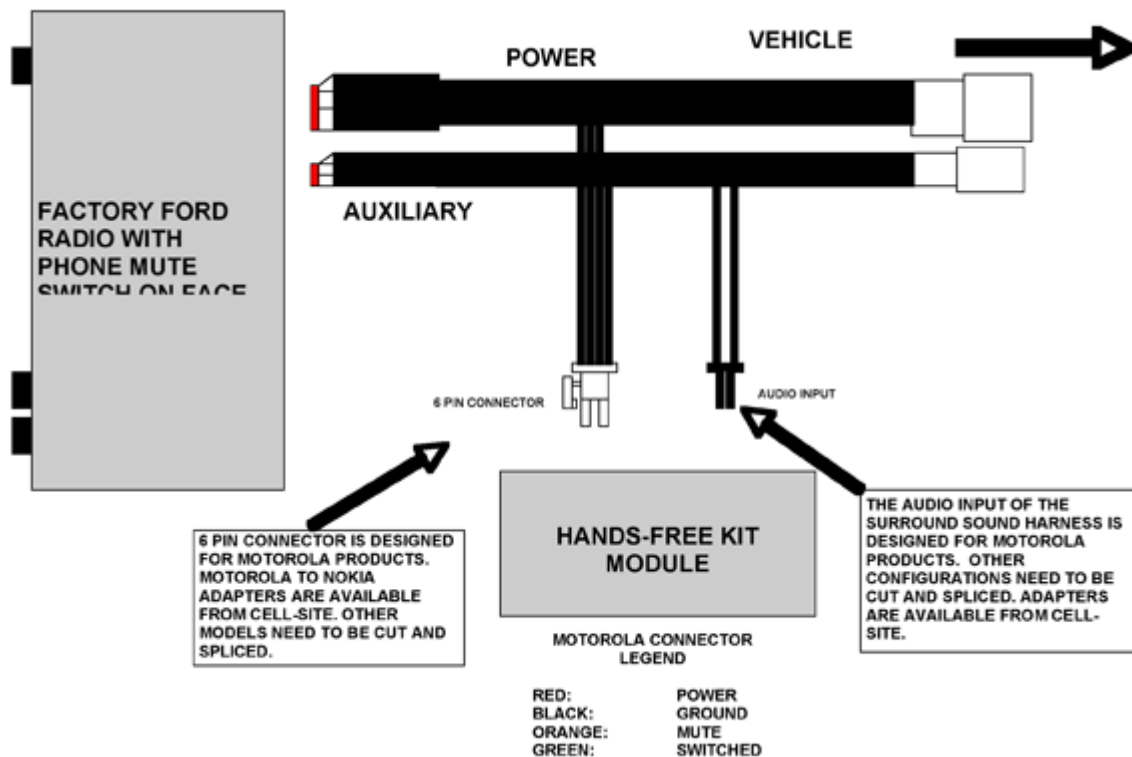 POWER
VEHICLE
FACTORY FORD
RADIO WITH
PHONE MUTE
SWITCH ON FACE
AUXILIARY
6 PIN CONNECTOR
AUDIO INPUT
6 PIN CONNECTOR IS DESIGNED
FOR MOTOROLA PRODUCTS.
MOTOROLA TO NOKIA
ADAPTERS ARE AVAILABLE
FROM CELL-SITE. OTHER
MODELS NEED TO BE CUT AND
SPLICED.
HANDS-FREE KIT
MODULE
THE AUDIO INPUT OF THE
SURROUND SOUND HARNESS IS
DESIGNED FOR MOTOROLA
PRODUCTS. OTHER
CONFIGURATIONS NEED TO BE
CUT AND SPLICED. ADAPTERS
ARE AVAILABLE FROM CELL-
SITE.
MOTOROLA CONNECTOR
LEGEND
RED: POWER
BLACK: GROUND
ORANGE: MUTE
GREEN: SWITCHED